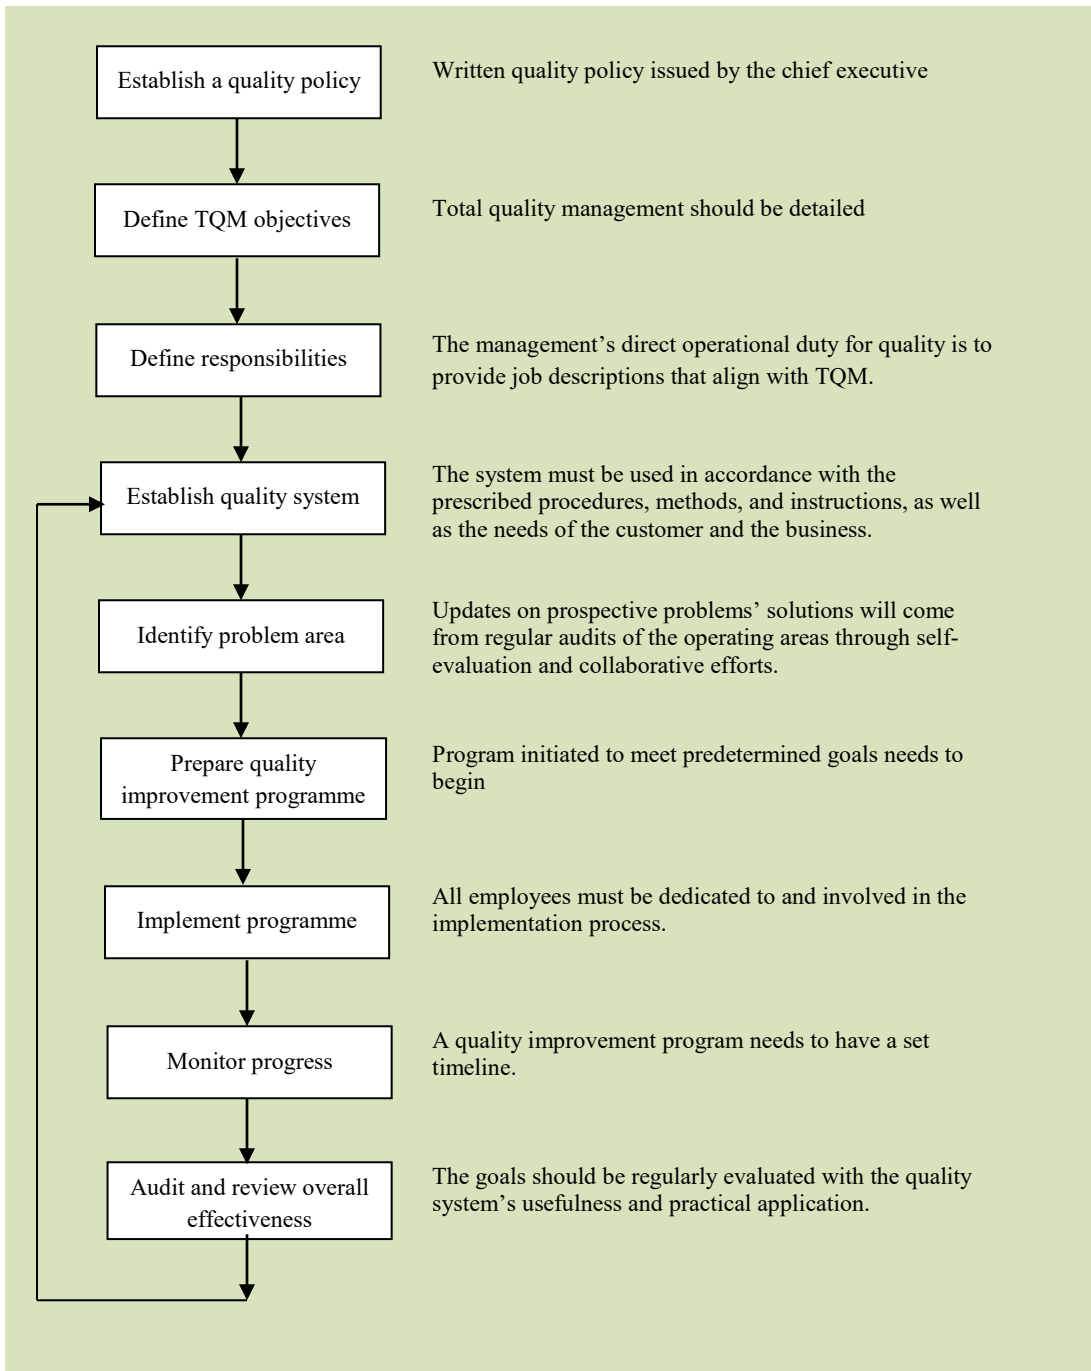 Establish a quality policy
Written quality policy issued by the chief executive
Define TQM objectives
Total quality management should be detailed
Define responsibilities
The management’s direct operational duty for quality is to
provide job descriptions that align with TQM.
Establish quality system
The system must be used in accordance with the
prescribed procedures, methods, and instructions, as well
as the needs of the customer and the business.
Identify problem area
Updates on prospective problems’ solutions will come
from regular audits of the operating areas through self-
evaluation and collaborative efforts.
Prepare quality
improvement programme
Program initiated to meet predetermined goals needs to
begin
Implement programme
All employees must be dedicated to and involved in the
implementation process.
Monitor progress
A quality improvement program needs to have a set
timeline.
Audit and review overall
effectiveness
The goals should be regularly evaluated with the quality
system’s usefulness and practical application.